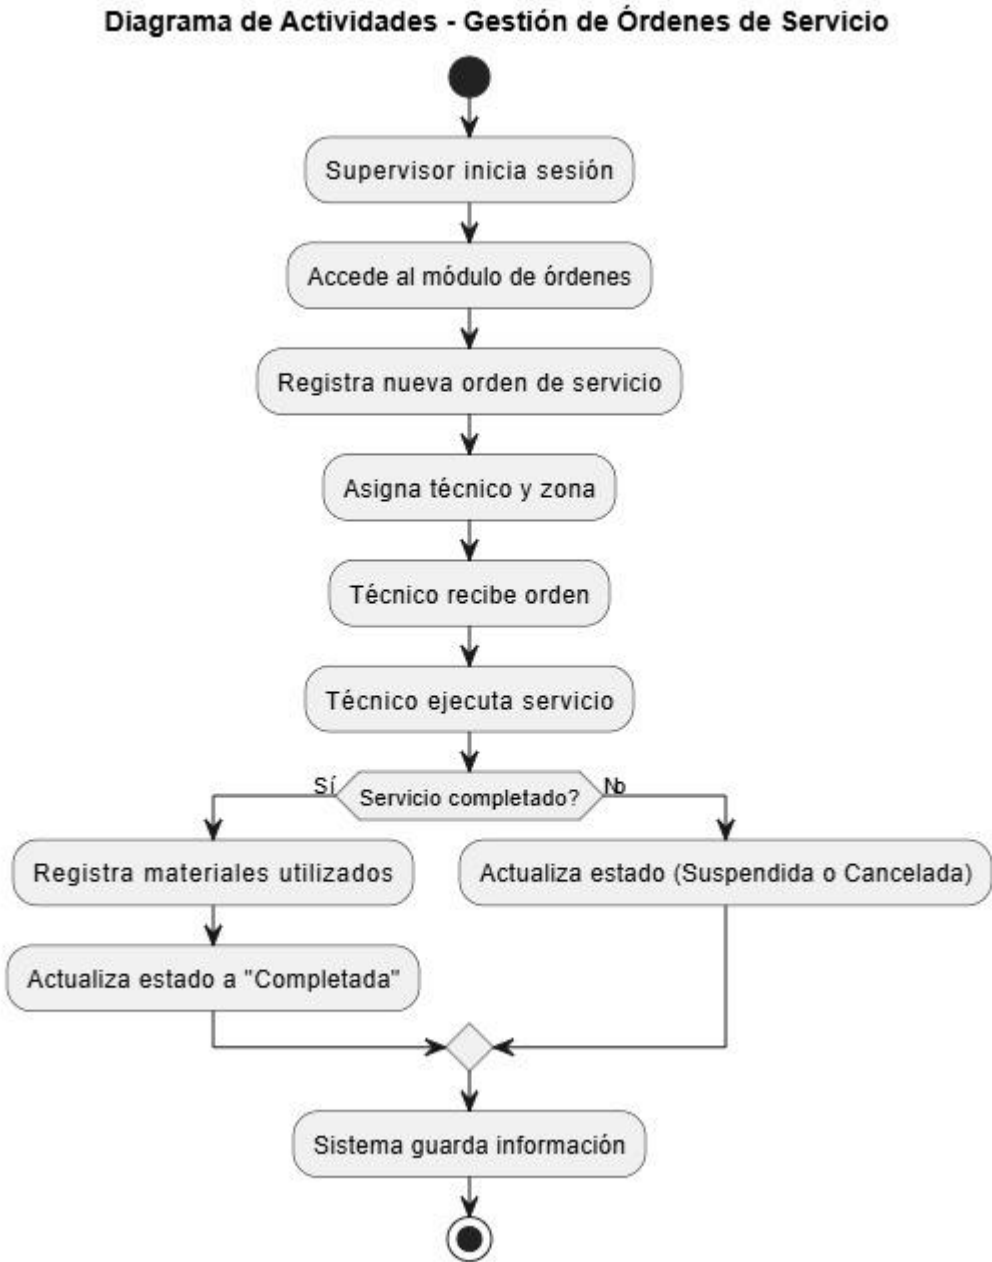 Diagrama de Actividades - Gestión de Órdenes de Servicio
Supervisor inicia sesión
Accede al módulo de órdenes
Registra nueva orden de servicio
Asigna técnico y zona
Técnico recibe orden
Técnico ejecuta servicio
Sí
Servicio completado?
No
Registra materiales utilizados
Actualiza estado (Suspendida o Cancelada)
Actualiza estado a "Completada"
Sistema guarda información